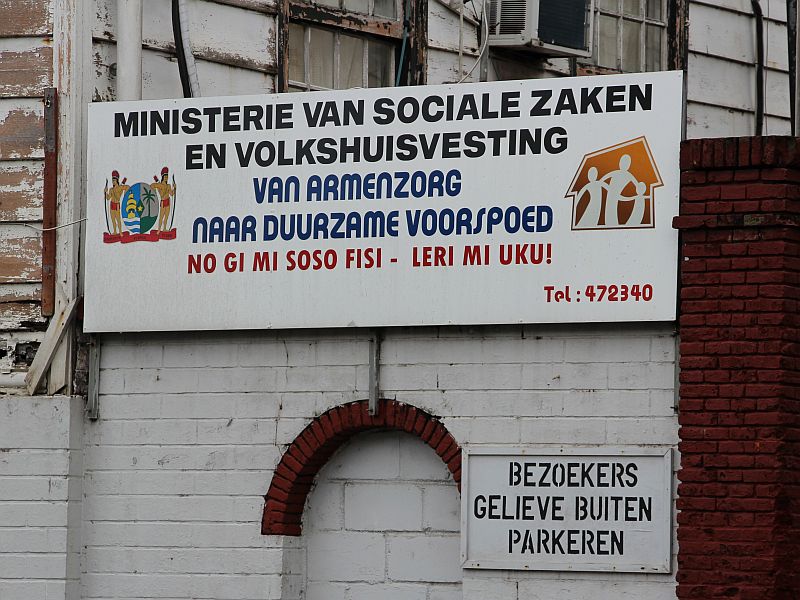 MINISTERIE VAN SOCIALE ZAKEN
EN VOLKSHUISVESTING
VAN ARMENZORG
NAAR DUURZAME VOORSPOED
NO GI MI SOSO FISI - LERI MI UKU!
Tel : 472340
BEZOEKERS
GELIEVE BUITEN
PARKEREN